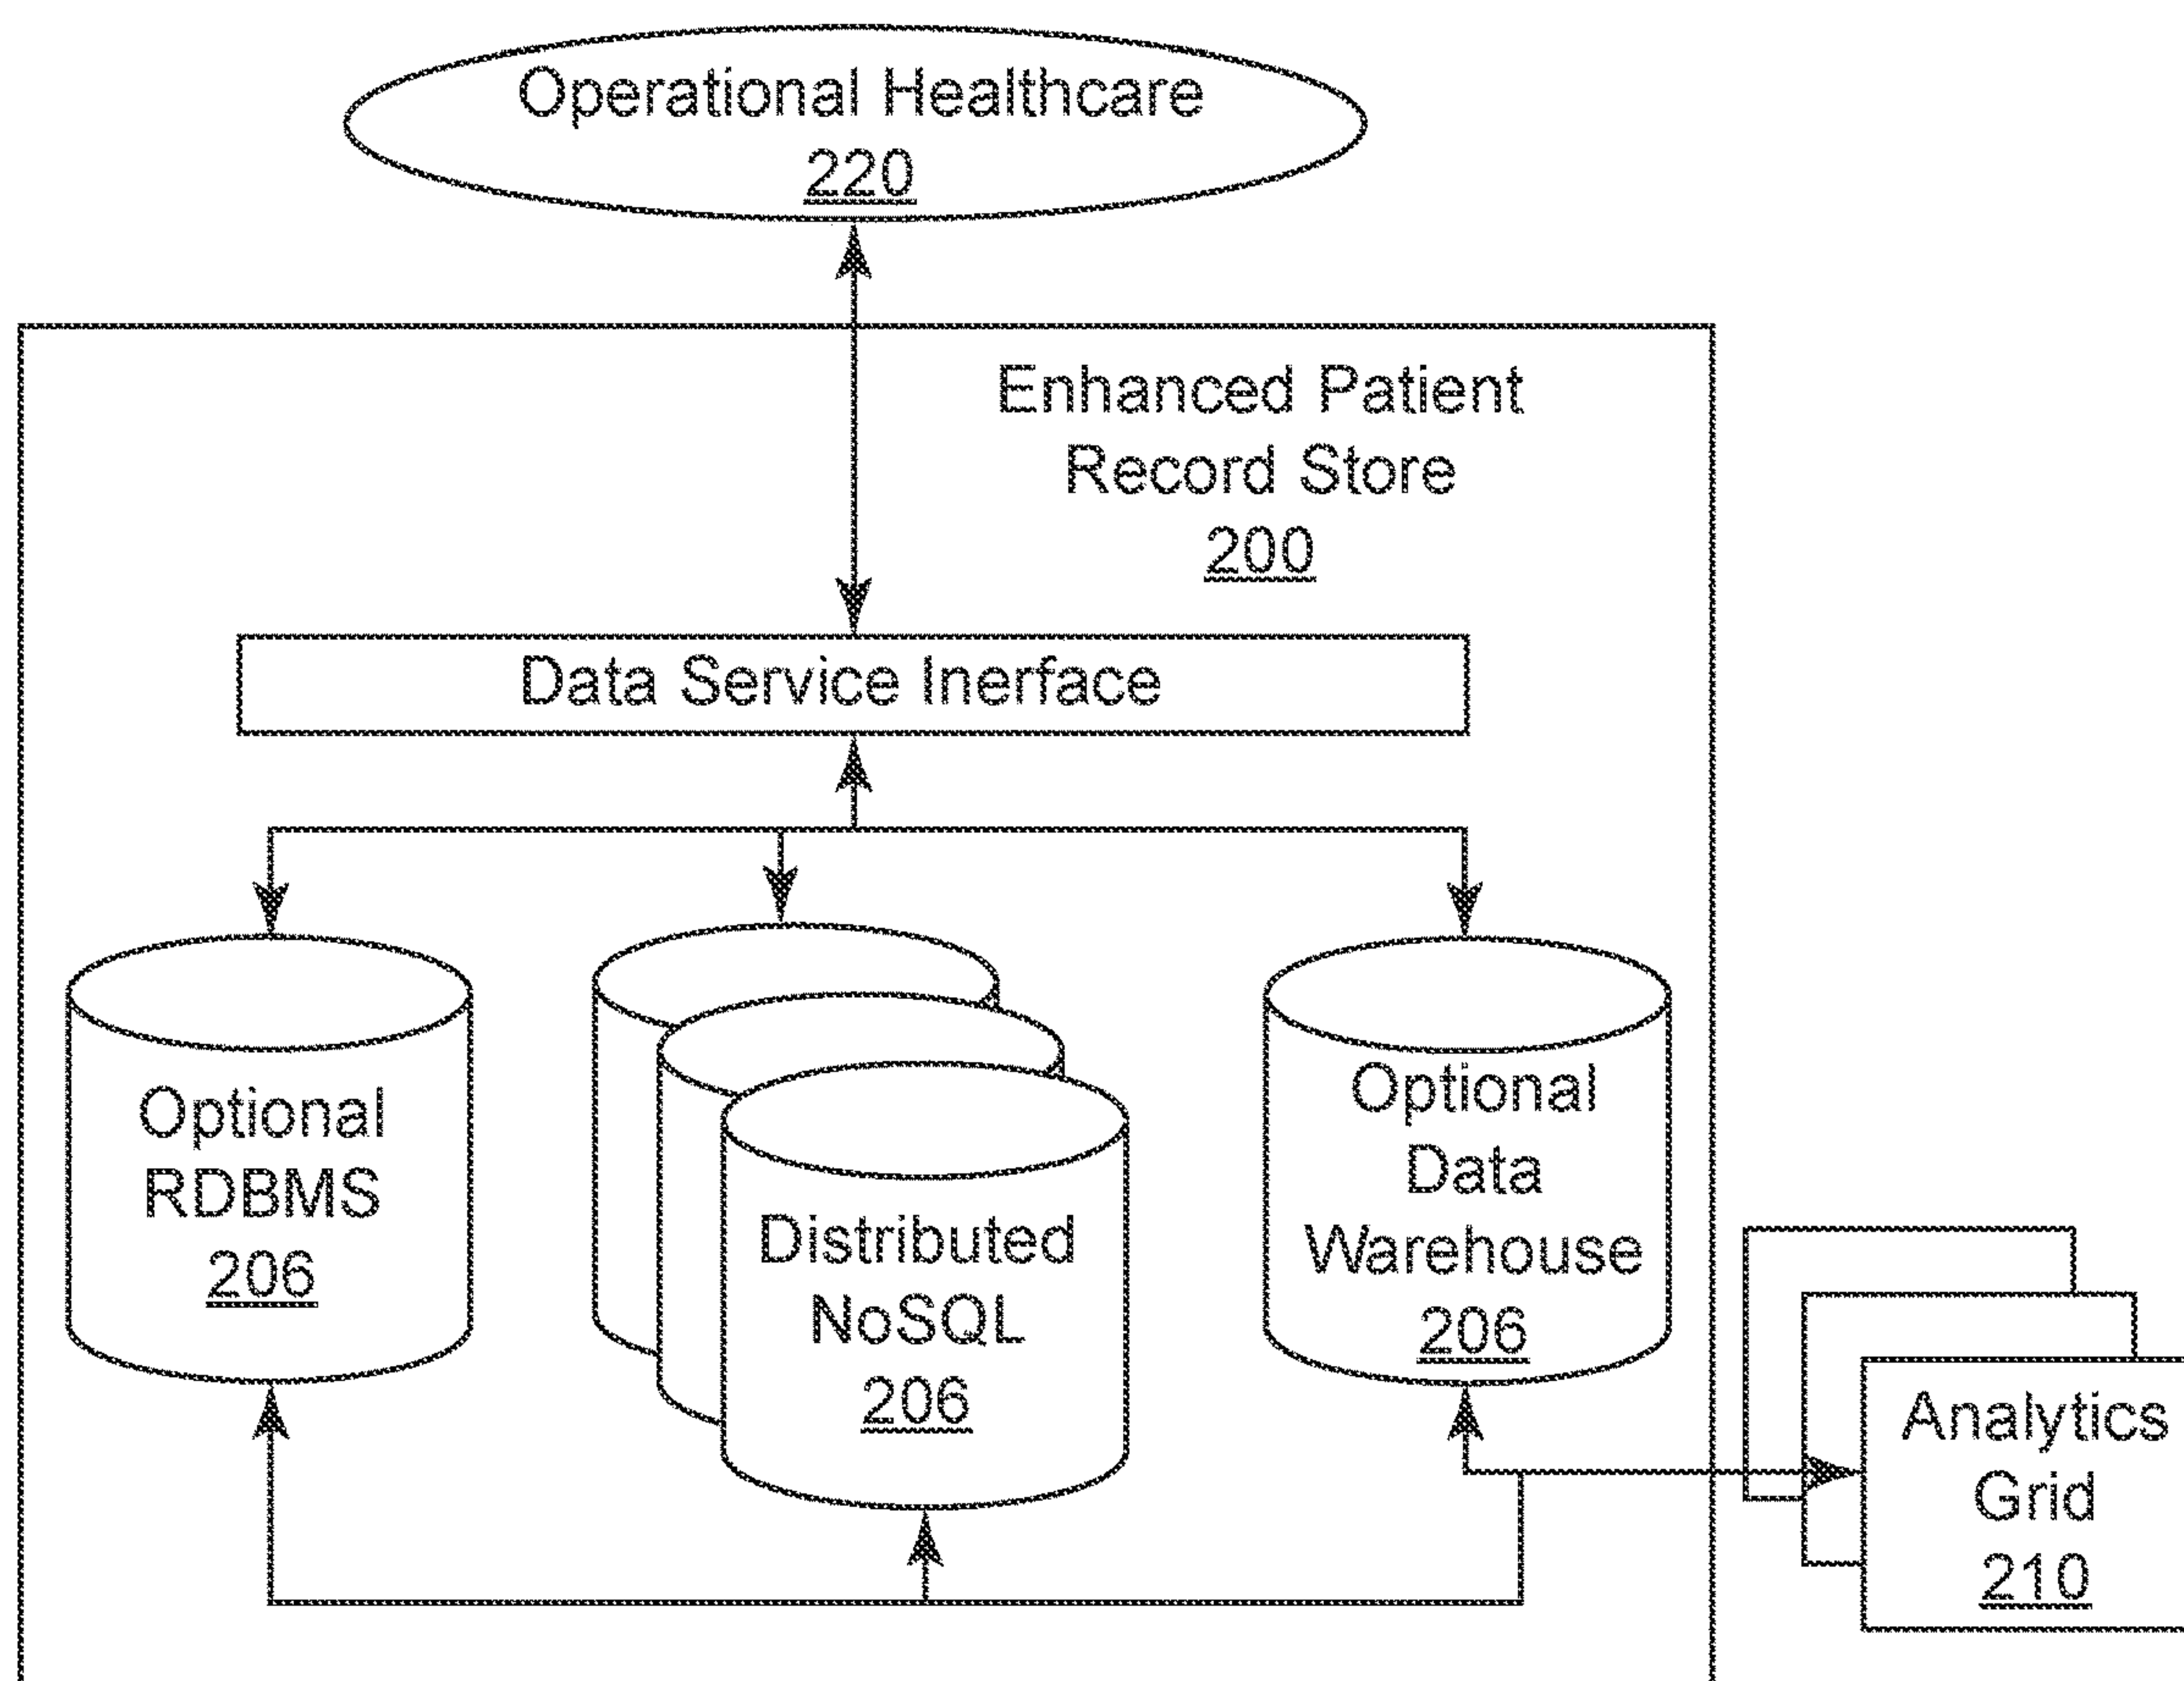 Operational Healthcare
220
Enhanced Patient
Record Store
200
Data Service Inerface
Optional
RDBMS
206
Distributed
NoSQL
206
Optional
Data
Warehouse
206
Analytics
Grid
210